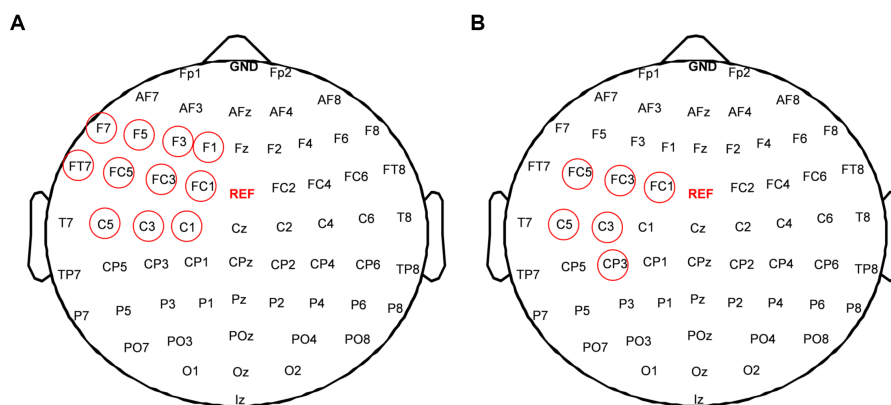 A
Fp1 GND Fp2
AF7 AF3 AFz AF4 AF8
F7 F5 F3 F1 Fz F2 F4 F6 F8
FT7 FC5 FC3 FC1 REF FC2 FC4 FC6 FT8
T7 C5 C3 C1 Cz C2 C4 C6 T8
TP7 CP5 CP3 CP1 CPz CP2 CP4 CP6 TP8
P7 P5 P3 P1 Pz P2 P4 P6 P8
PO7 PO3 POz PO4 PO8
O1 Oz O2
Iz
B
Fp1 GND Fp2
AF7 AF3 AFz AF4 AF8
F7 F5 F3 F1 Fz F2 F4 F6 F8
FT7 FC5 FC3 FC1 REF FC2 FC4 FC6 FT8
T7 C5 C3 C1 Cz C2 C4 C6 T8
TP7 CP5 CP3 CP1 CPz CP2 CP4 CP6 TP8
P7 P5 P3 P1 Pz P2 P4 P6 P8
PO7 PO3 POz PO4 PO8
O1 Oz O2
Iz